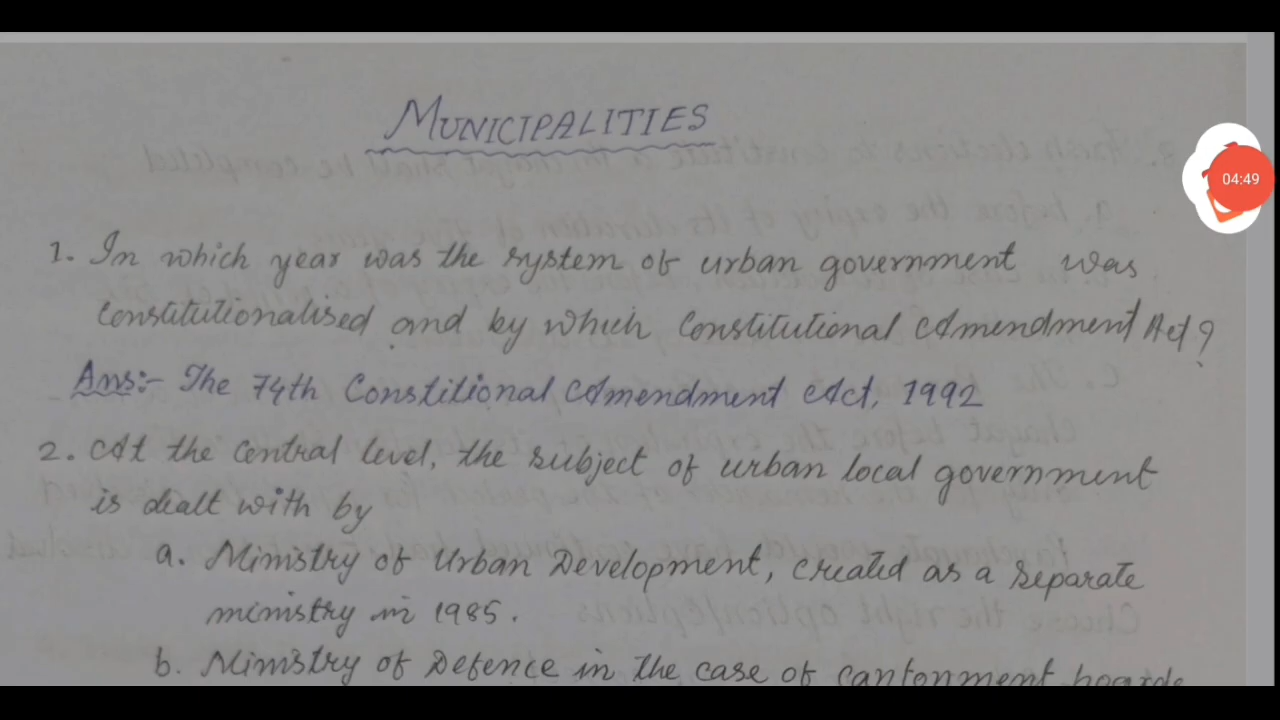 MUNICIPALITIES
04:49
1. In which year was the system of urban government was
constitutionalised and by which Constitutional Amendment Act?
Ans:- The 74th Constitional Amendment Act, 1992
2. At the central level, the subject of urban local government
is dealt with by
a. Ministry of Urban Development, created as a separate
ministry in 1985.
b. Ministry of Defence in the case of cantonment boards